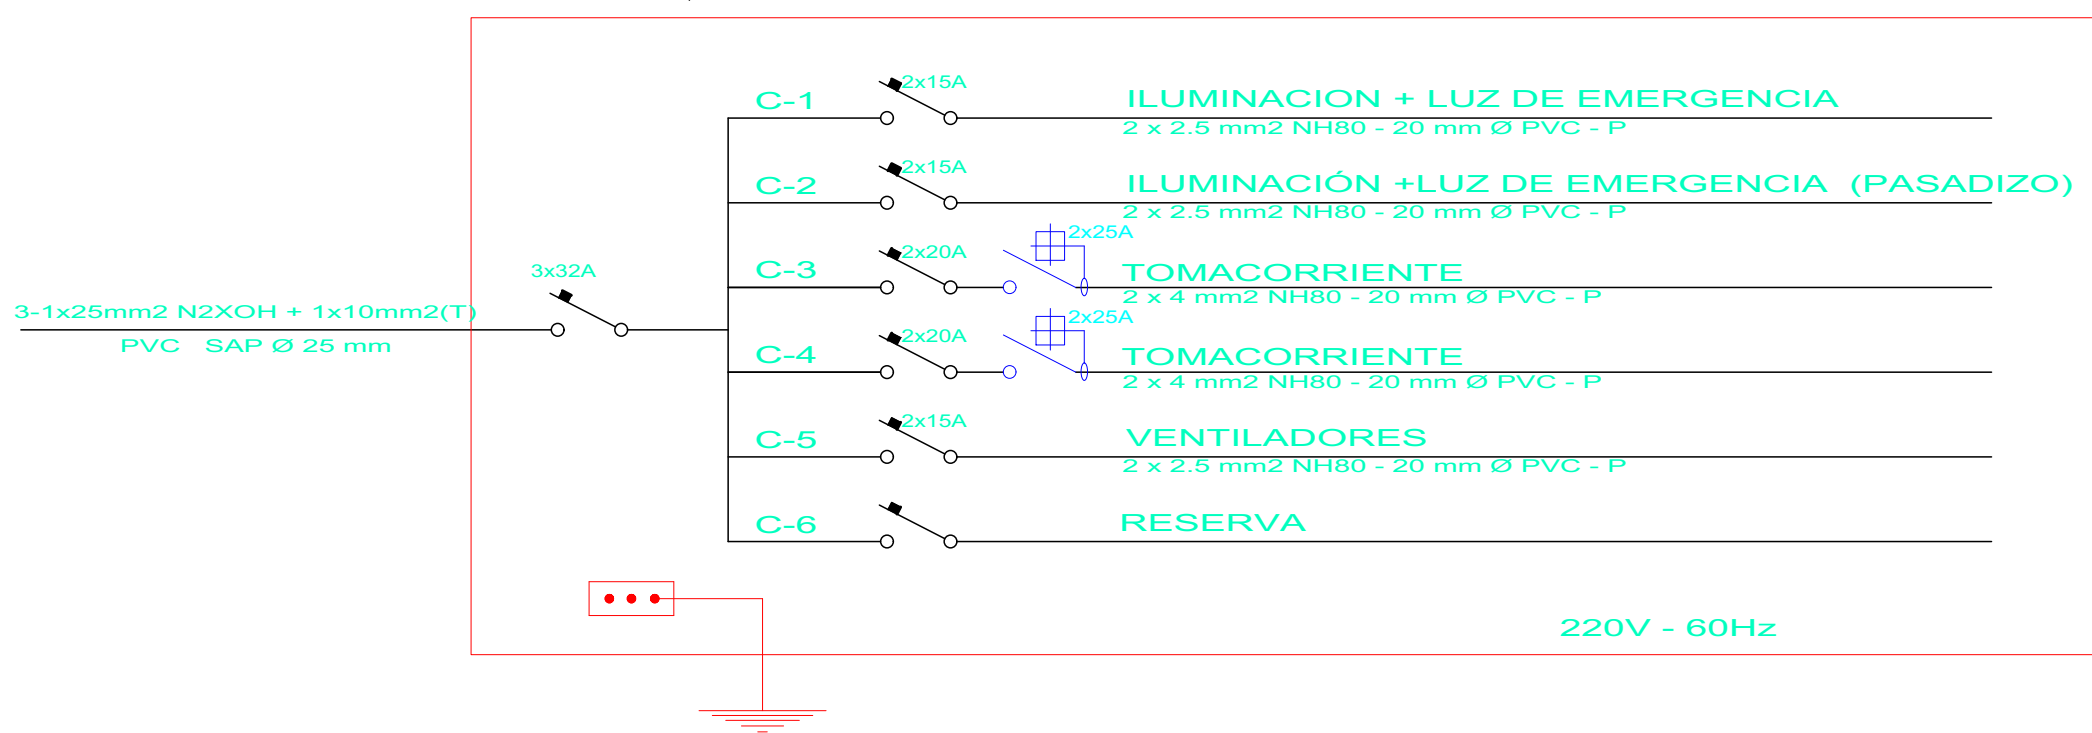 2x15A
C-1
ILUMINACION + LUZ DE EMERGENCIA
2 x 2.5 mm2 NH80 - 20 mm Ø PVC - P
2x15A
C-2
ILUMINACIÓN +LUZ DE EMERGENCIA (PASADIZO)
2 x 2.5 mm2 NH80 - 20 mm Ø PVC - P
2x25A
2x20A
C-3
TOMACORRIENTE
2 x 4 mm2 NH80 - 20 mm Ø PVC - P
3x32A
3-1x25mm2 N2XOH + 1x10mm2(T)
PVC SAP Ø 25 mm
2x25A
2x20A
C-4
TOMACORRIENTE
2 x 4 mm2 NH80 - 20 mm Ø PVC - P
2x15A
C-5
VENTILADORES
2 x 2.5 mm2 NH80 - 20 mm Ø PVC - P
C-6
RESERVA
220V - 60Hz